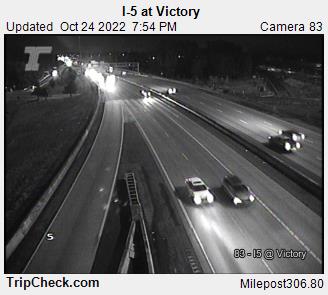 I-5 at Victory
Updated Oct 24 2022 7:54 PM Camera 83
T
S
83 - I5 @ Victory
TripCheck.com Milepost306.80